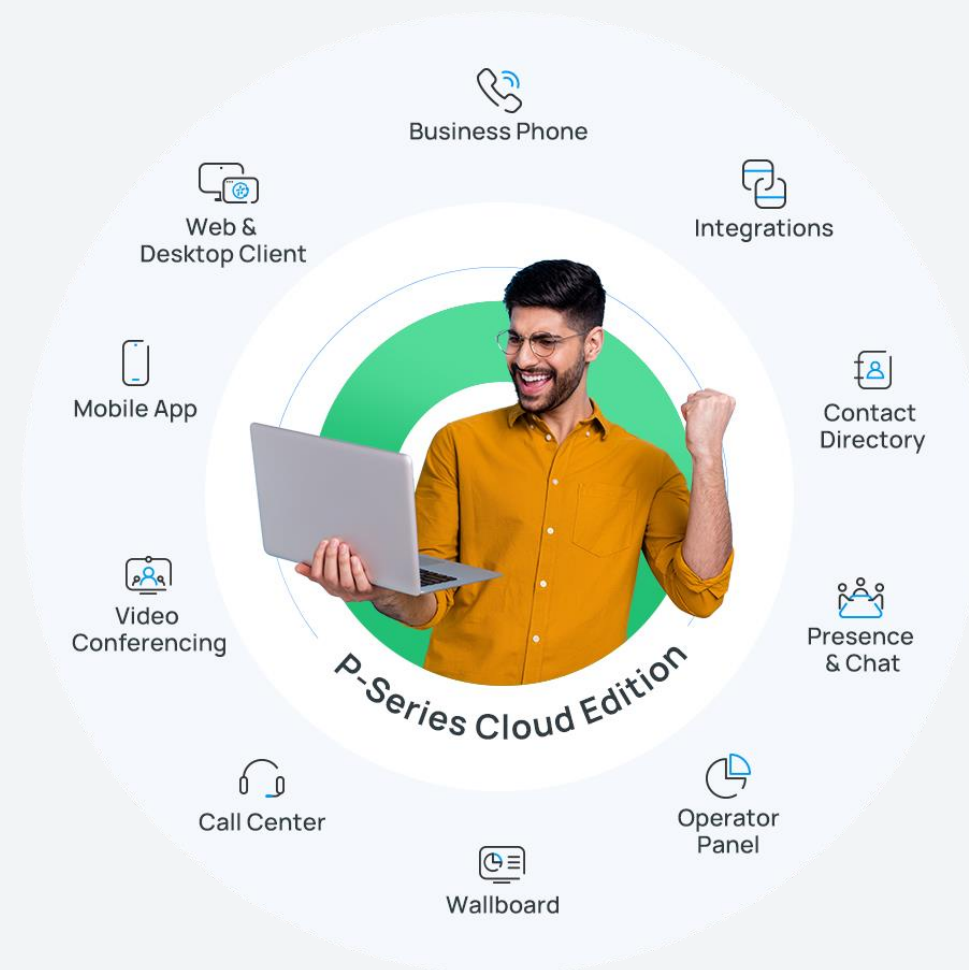 Business Phone
Web &
Desktop Client
Integrations
Mobile App
Contact
Directory
Video
Conferencing
Presence
& Chat
P-Series Cloud Edition
Call Center
Operator
Panel
Wallboard